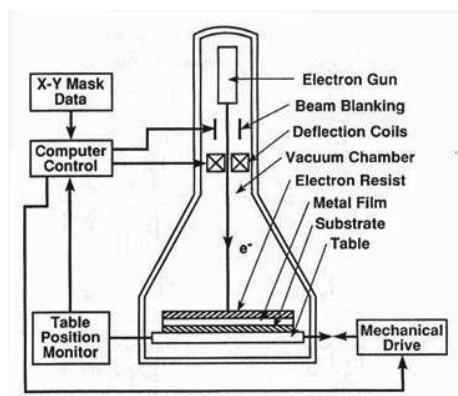 X-Y Mask
Data
Computer
Control
Table
Position
Monitor
Electron Gun
Beam Blanking
Deflection Coils
Vacuum Chamber
Electron Resist
Metal Film
Substrate
Table
e-
Mechanical
Drive